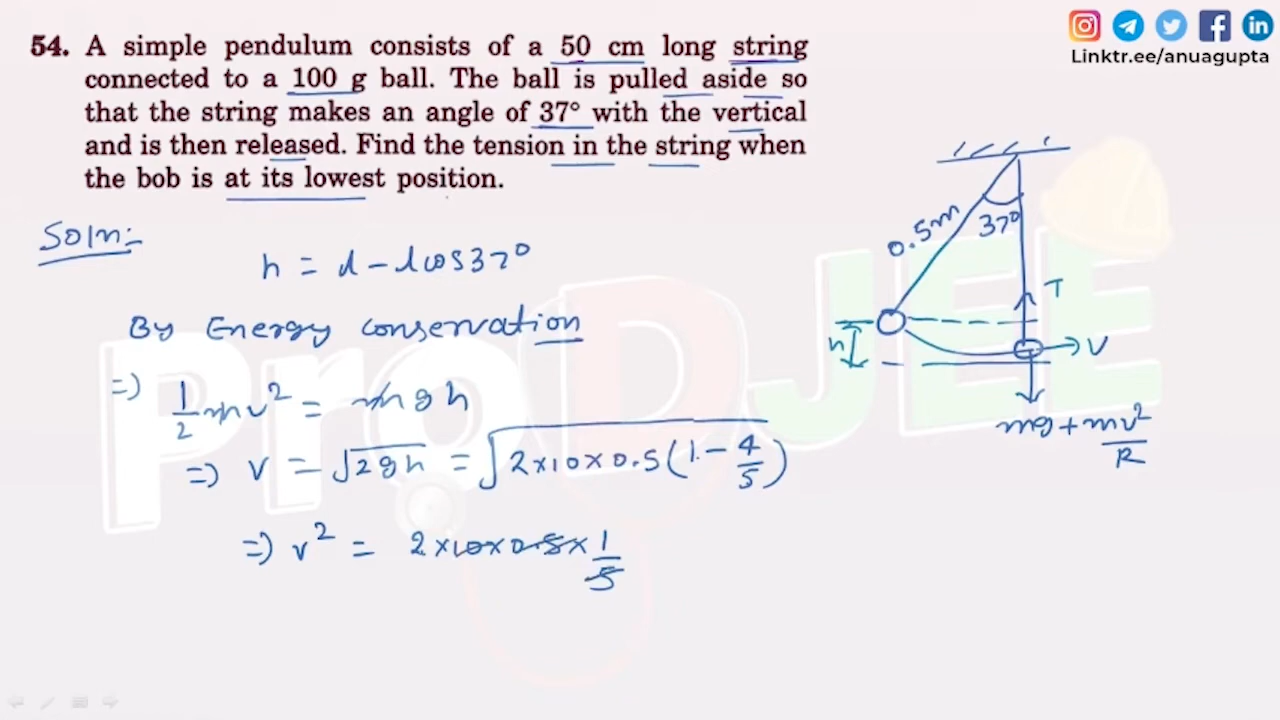 54. A simple pendulum consists of a 50 cm long string
connected to a 100 g ball. The ball is pulled aside so
that the string makes an angle of 37° with the vertical
and is then released. Find the tension in the string when
the bob is at its lowest position.
Linktr.ee/anuagupta
Soln:-
h = l - l cos 37°
By Energy conservation
=) 1/2 mv² = mgh
=) v = √2gh = √2×10×0.5(1-4/5)
=) v² = 2×10×0.5×1/5
0.5m
37°
T
h
V
mg + mv²/R
ProDJEE